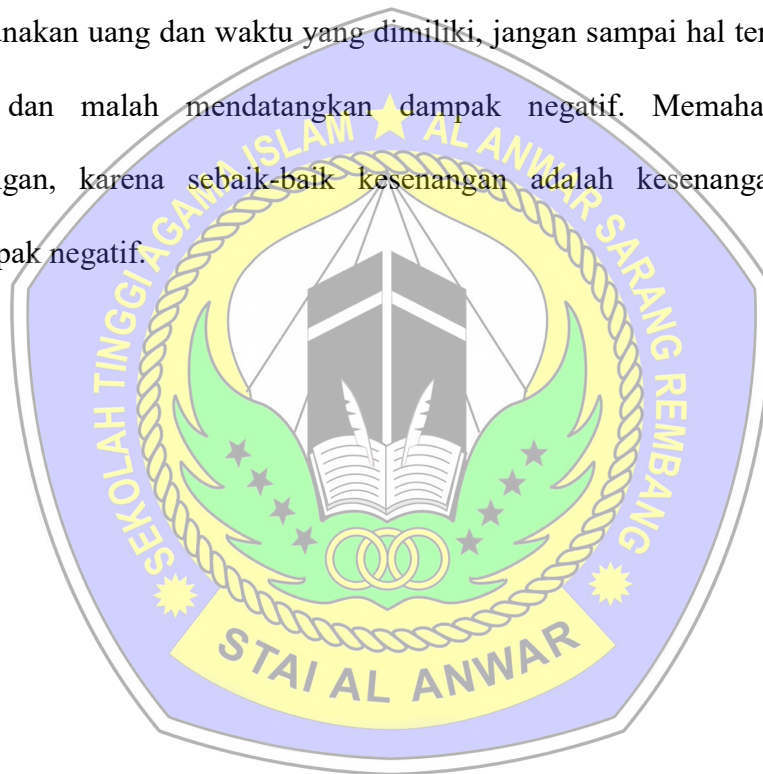 anakan uang dan waktu yang dimiliki, jangan sampai hal ter
dan malah mendatangkan dampak negatif. Memaha
gan, karena sebaik-baik kesenangan adalah kesenanga
pak negatif.
SEKOLAH TINGGI AGAMA ISLAM ★ AL ANWAR SARANG REMBANG
STAI AL ANWAR